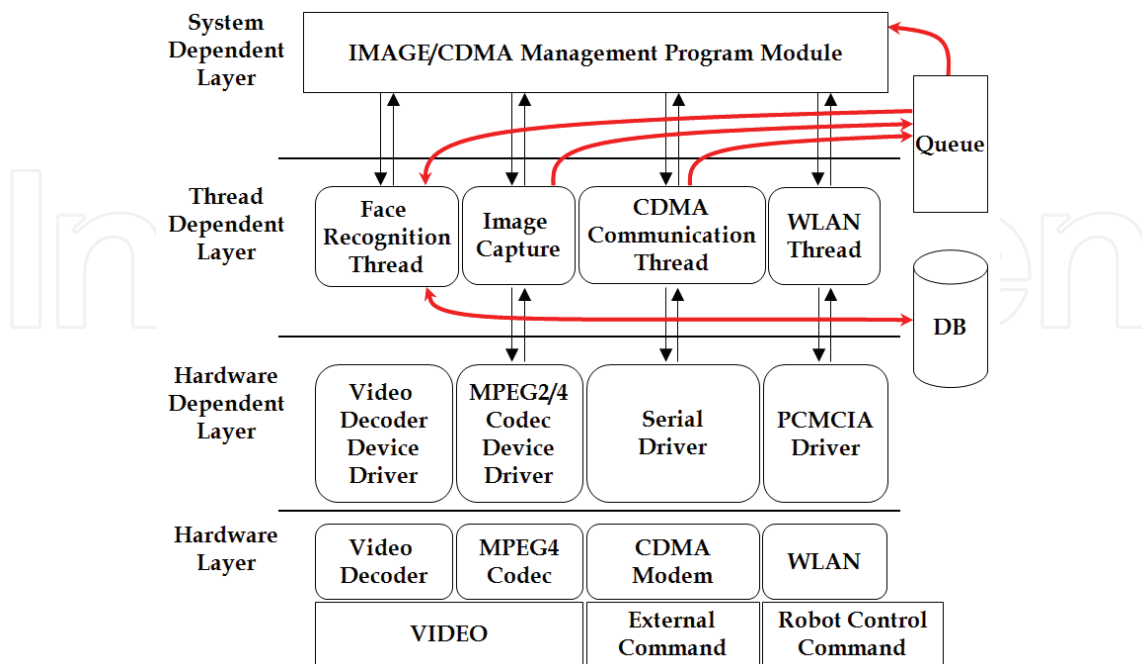 System
Dependent
Layer
IMAGE/CDMA Management Program Module
Queue
Thread
Dependent
Layer
Face
Recognition
Thread
Image
Capture
CDMA
Communication
Thread
WLAN
Thread
DB
Hardware
Dependent
Layer
Video
Decoder
Device
Driver
MPEG2/4
Codec
Device
Driver
Serial
Driver
PCMCIA
Driver
Hardware
Layer
Video
Decoder
MPEG4
Codec
CDMA
Modem
WLAN
VIDEO
External
Command
Robot Control
Command